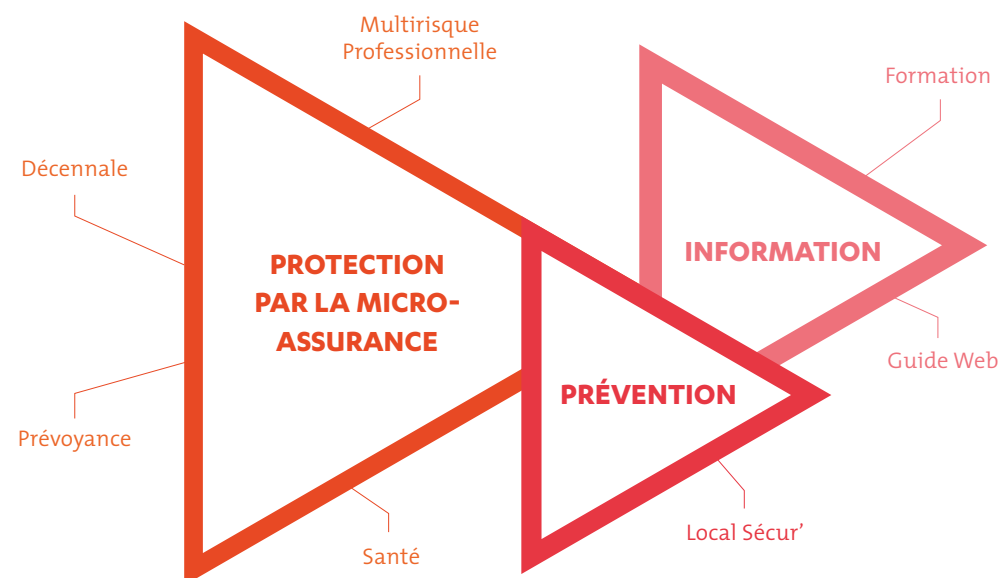 Multirisque
Professionnelle
Formation
Décennale
PROTECTION
PAR LA MICRO-
ASSURANCE
INFORMATION
Guide Web
PRÉVENTION
Prévoyance
Local Sécur’
Santé